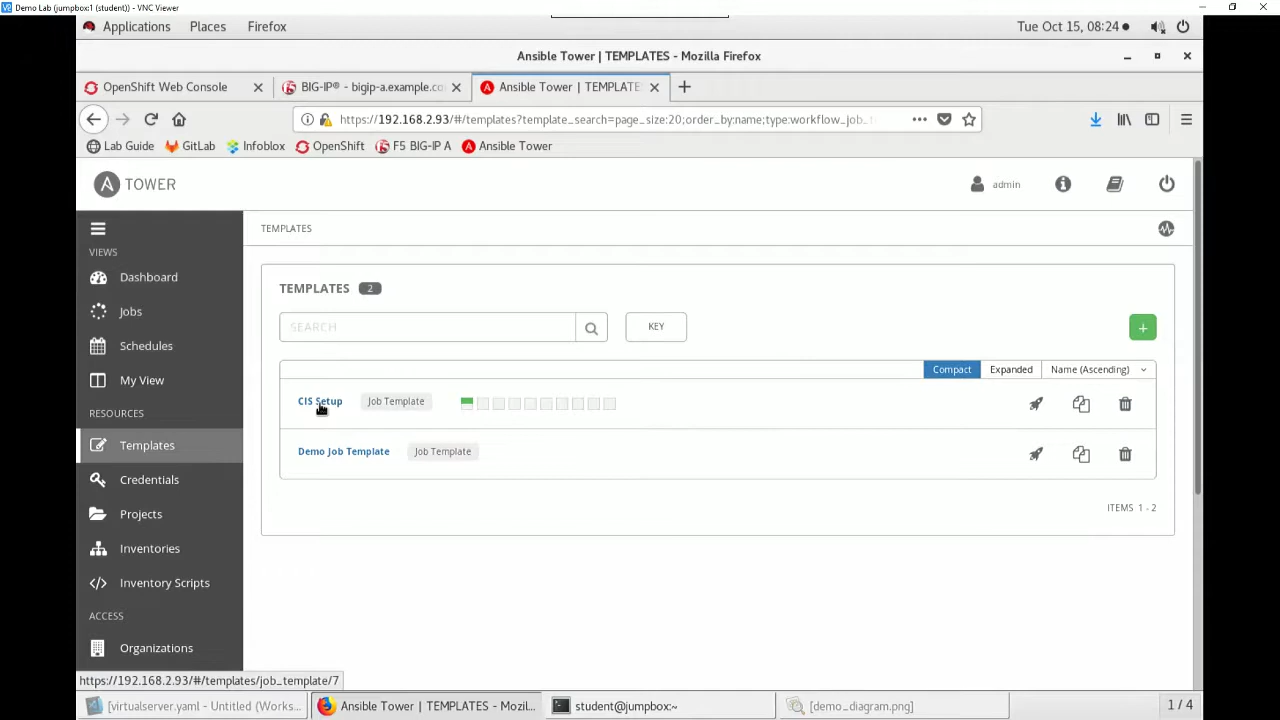 Demo Lab (jumpbox:1 (student)) - VNC Viewer
Applications Places Firefox Tue Oct 15, 08:24
Ansible Tower | TEMPLATES - Mozilla Firefox
OpenShift Web Console BIG-IP® - bigip-a.example.co Ansible Tower | TEMPLATE
https://192.168.2.93/#/templates?template_search=page_size:20;order_by:name;type:workflow_job_t
Lab Guide GitLab Infoblox OpenShift F5 BIG-IP A Ansible Tower
A TOWER admin
TEMPLATES
VIEWS
Dashboard
Jobs
Schedules
My View
RESOURCES
Templates
Credentials
Projects
Inventories
Inventory Scripts
ACCESS
Organizations
TEMPLATES 2
SEARCH KEY +
Compact Expanded Name (Ascending)
CIS Setup Job Template
Demo Job Template Job Template
ITEMS 1 - 2
https://192.168.2.93/#/templates/job_template/7
[virtualserver.yaml - Untitled (Works... Ansible Tower | TEMPLATES - Mozil... student@jumpbox:~ [demo_diagram.png] 1 / 4